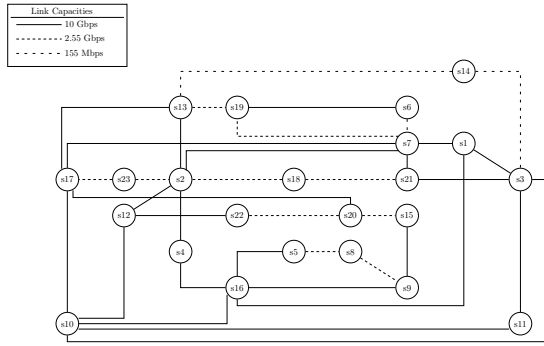 Link Capacities
10 Gbps
2.55 Gbps
155 Mbps
s14
s13
s19
s6
s7
s1
s17
s23
s2
s18
s21
s3
s12
s22
s20
s15
s4
s5
s8
s16
s9
s10
s11